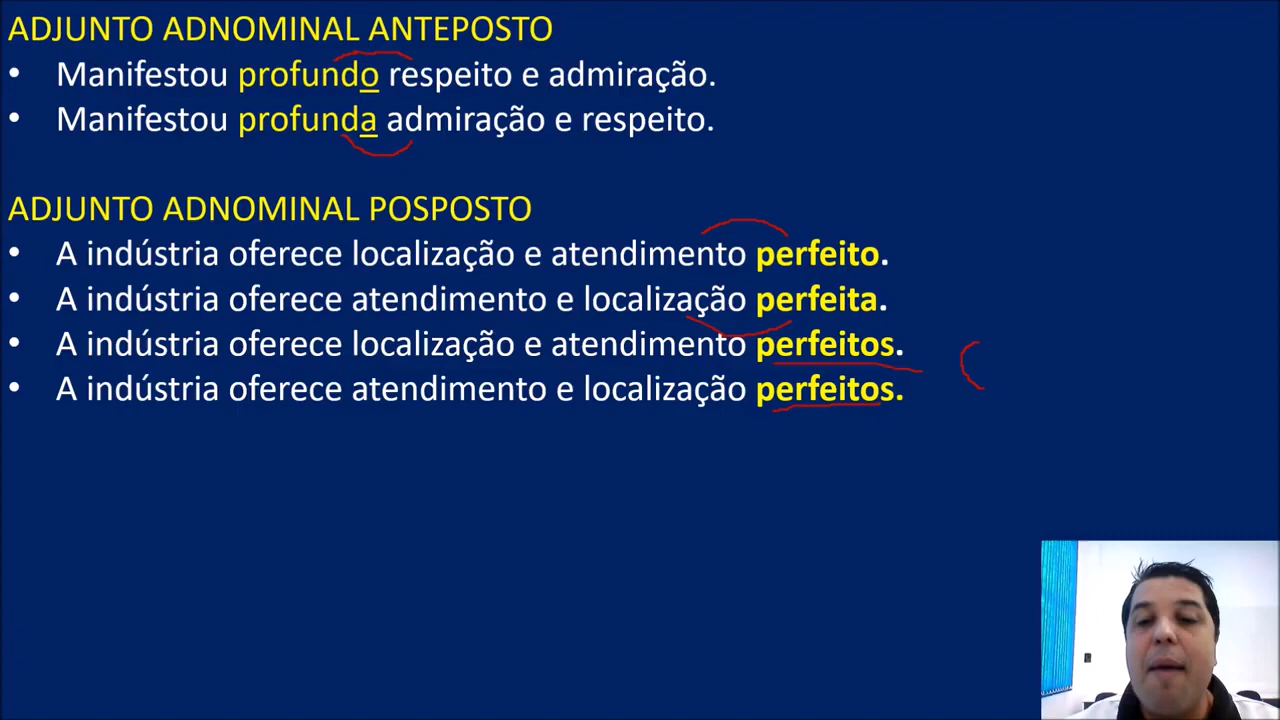 ADJUNTO ADNOMINAL ANTEPOSTO
• Manifestou profundo respeito e admiração.
• Manifestou profunda admiração e respeito.
ADJUNTO ADNOMINAL POSPOSTO
• A indústria oferece localização e atendimento perfeito.
• A indústria oferece atendimento e localização perfeita.
• A indústria oferece localização e atendimento perfeitos.
• A indústria oferece atendimento e localização perfeitos.